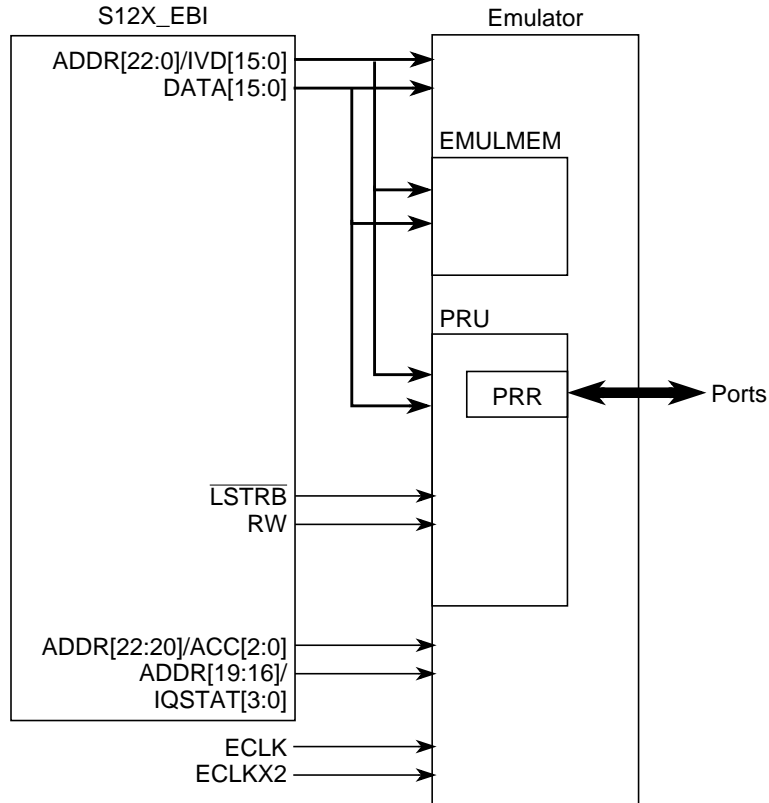 S12X_EBI
Emulator
ADDR[22:0]/IVD[15:0]
DATA[15:0]
EMULMEM
PRU
PRR
Ports
LSTRB
RW
ADDR[22:20]/ACC[2:0]
ADDR[19:16]/
IQSTAT[3:0]
ECLK
ECLKX2